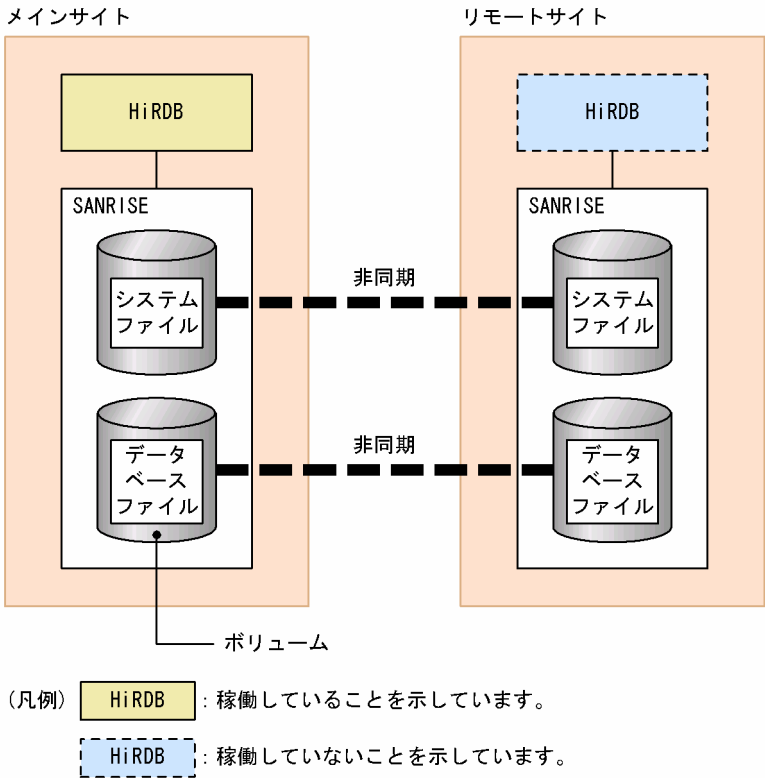 メインサイト
リモートサイト
HiRDB
HiRDB
SANRISE
SANRISE
システム
ファイル
非同期
システム
ファイル
データ
ベース
ファイル
非同期
データ
ベース
ファイル
ボリューム
(凡例) HiRDB :稼働していることを示しています。
HiRDB :稼働していないことを示しています。